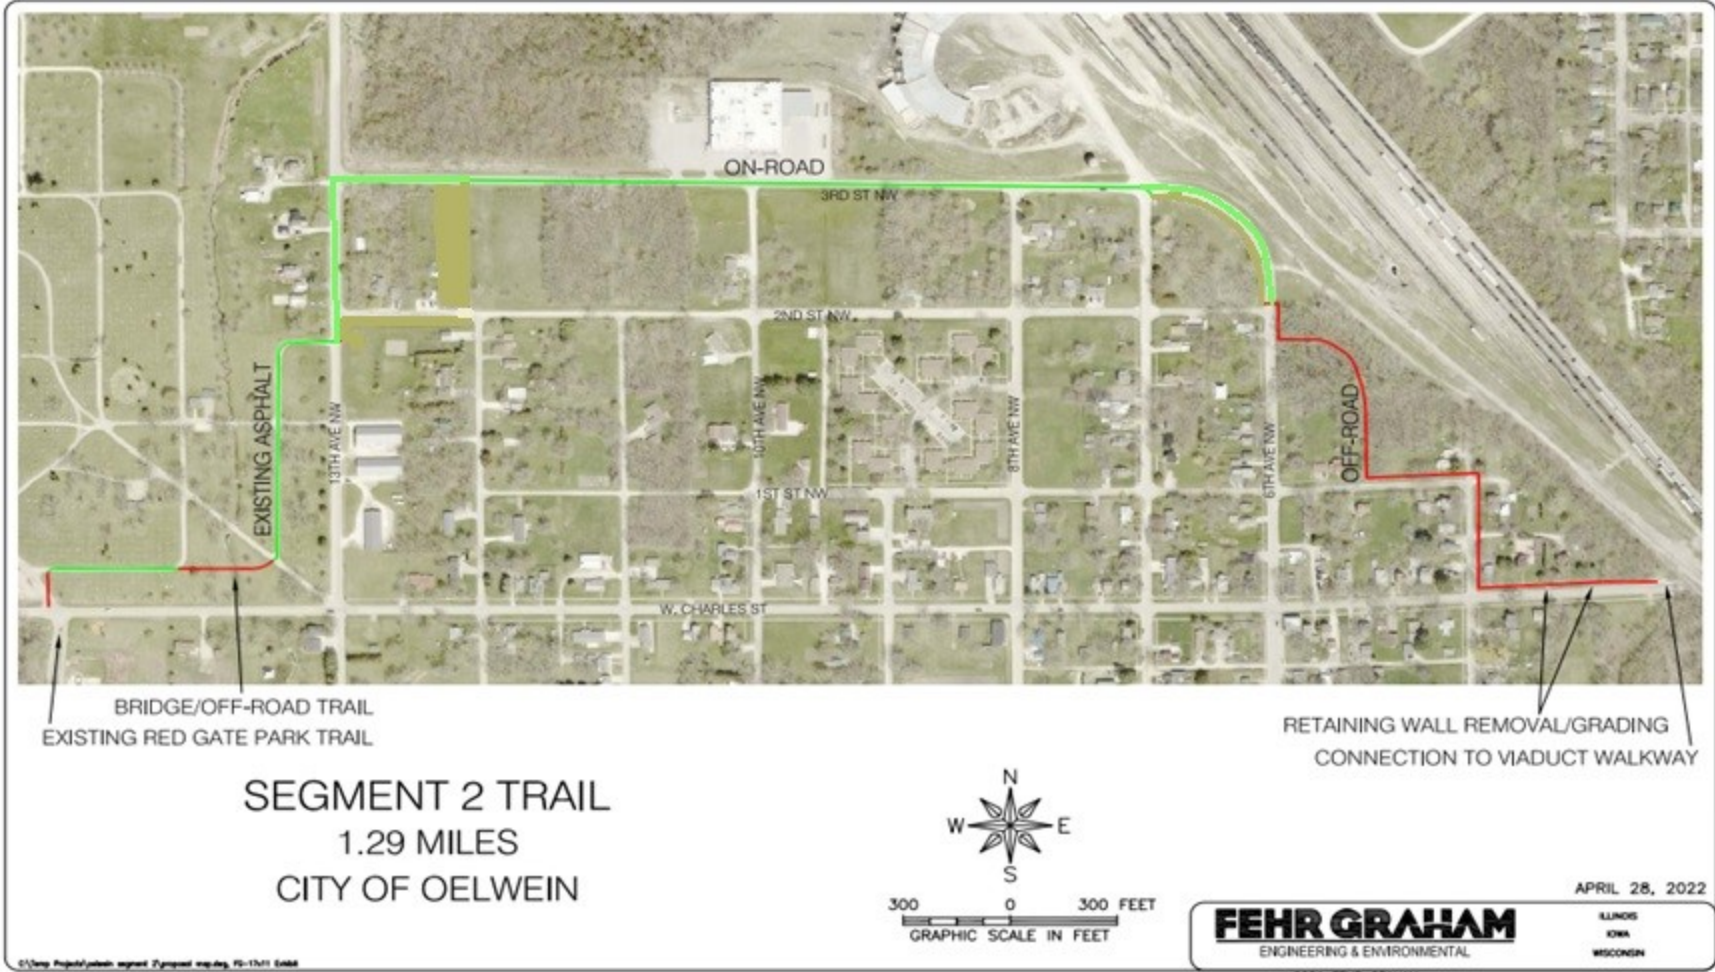 ON-ROAD
3RD ST NW
2ND ST NW
EXISTING ASPHALT
13TH AVE NW
10TH AVE NW
8TH AVE NW
6TH AVE NW
OFF-ROAD
1ST ST NW
W. CHARLES ST
BRIDGE/OFF-ROAD TRAIL
EXISTING RED GATE PARK TRAIL
RETAINING WALL REMOVAL/GRADING
CONNECTION TO VIADUCT WALKWAY
SEGMENT 2 TRAIL
1.29 MILES
CITY OF OELWEIN
N
W E
S
300 0 300 FEET
GRAPHIC SCALE IN FEET
APRIL 28, 2022
FEHR GRAHAM
ENGINEERING & ENVIRONMENTAL
ILLINOIS
IOWA
WISCONSIN